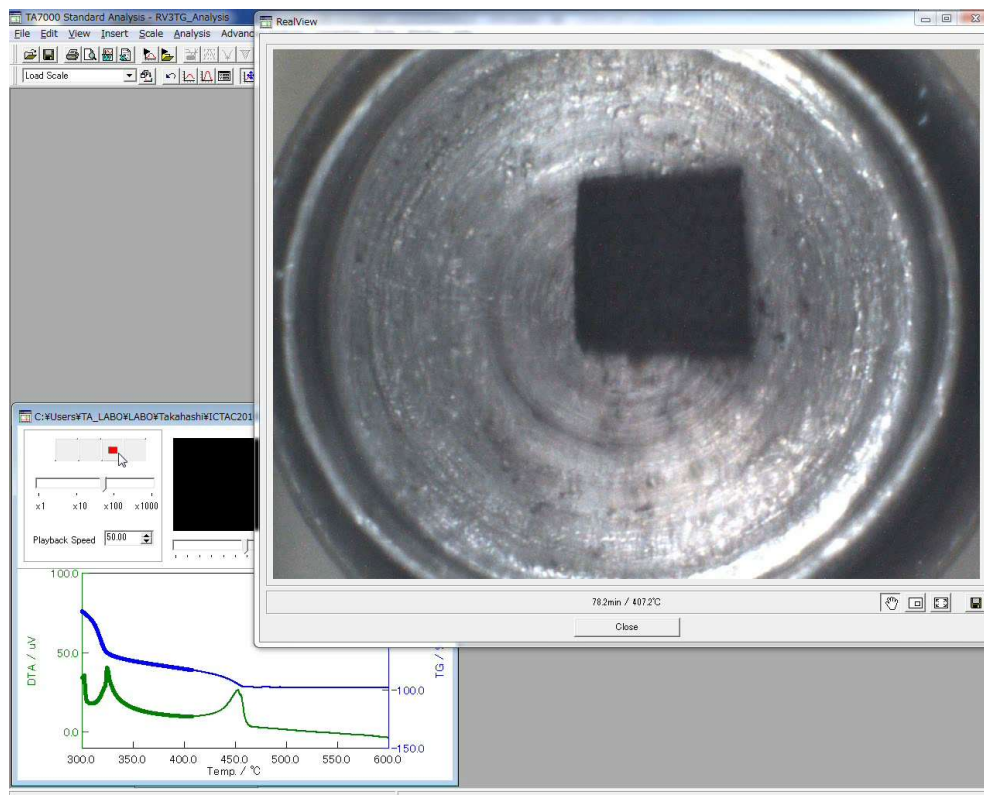 TA7000 Standard Analysis - RV3TG_Analysis
RealView
File Edit View Insert Scale Analysis Advanc
Load Scale
C:¥Users¥TA_LABO¥LABO¥Takahashi¥ICTAC201
x1 x10 x100 x1000
Playback Speed 50.00
78.2min / 407.2℃
Close
100.0
50.0
0.0
DTA / uV
TG /
-100.0
-150.0
300.0 350.0 400.0 450.0 500.0 550.0 600.0
Temp. / ℃